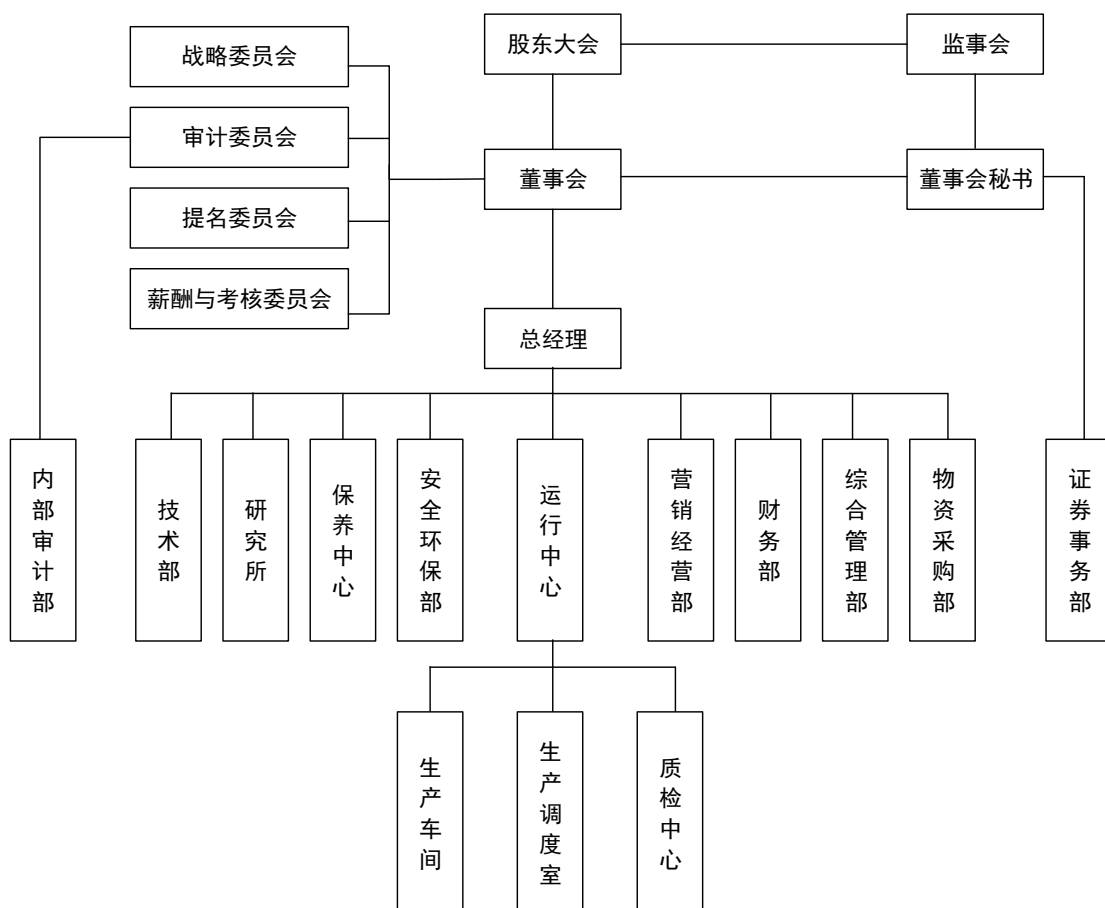 战略委员会
股东大会
监事会
审计委员会
董事会
董事会秘书
提名委员会
薪酬与考核委员会
总经理
内部审计部
技术部
研究所
保养中心
安全环保部
运行中心
营销经营部
财务部
综合管理部
物资采购部
证券事务部
生产车间
生产调度室
质检中心